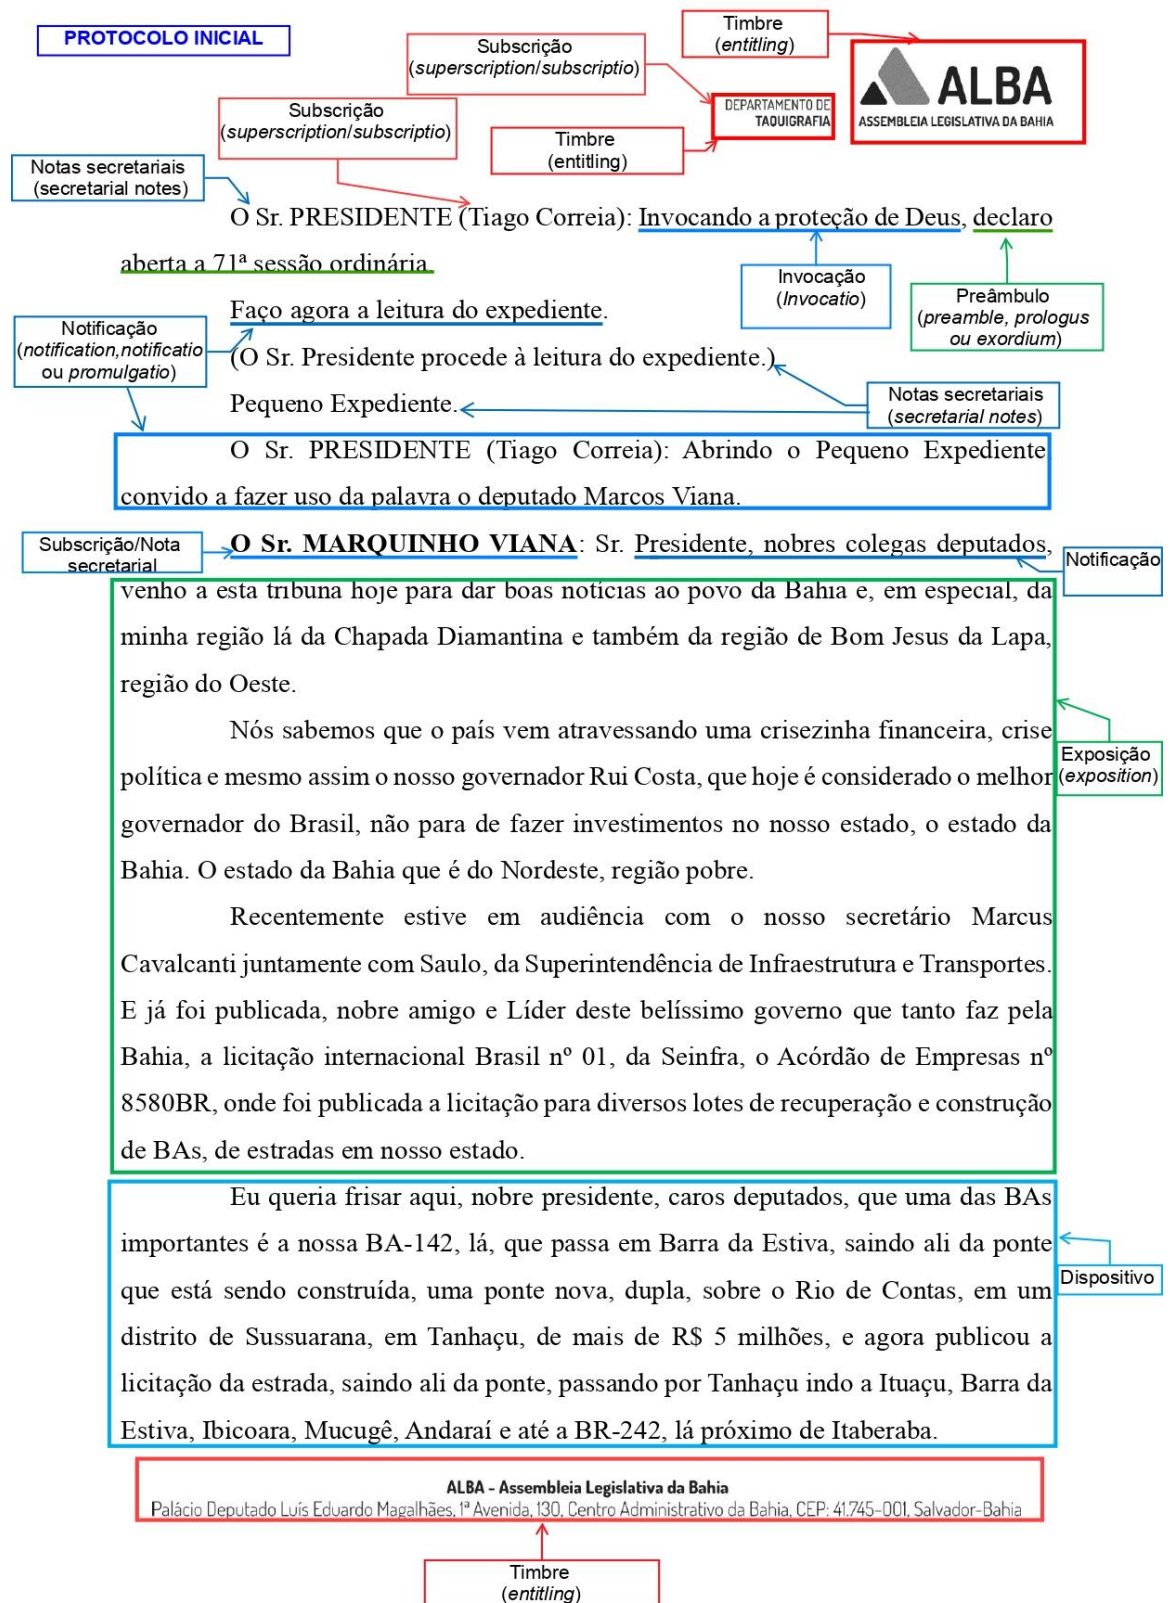 PROTOCOLO INICIAL
Timbre
(entitling)
Subscrição
(superscription/subscriptio)
ALBA
ASSEMBLEIA LEGISLATIVA DA BAHIA
DEPARTAMENTO DE
TAQUIGRAFIA
Subscrição
(superscription/subscriptio)
Timbre
(entitling)
Notas secretariais
(secretarial notes)
O Sr. PRESIDENTE (Tiago Correia): Invocando a proteção de Deus, declaro
aberta a 71ª sessão ordinária.
Invocação
(Invocatio)
Preâmbulo
(preamble, prologus
ou exordium)
Faço agora a leitura do expediente.
Notificação
(notification,notificatio
ou promulgatio)
(O Sr. Presidente procede à leitura do expediente.)
Notas secretariais
(secretarial notes)
Pequeno Expediente.
O Sr. PRESIDENTE (Tiago Correia): Abrindo o Pequeno Expediente
convido a fazer uso da palavra o deputado Marcos Viana.
Subscrição/Nota
secretarial
O Sr. MARQUINHO VIANA: Sr. Presidente, nobres colegas deputados,
Notificação
venho a esta tribuna hoje para dar boas notícias ao povo da Bahia e, em especial, da
minha região lá da Chapada Diamantina e também da região de Bom Jesus da Lapa,
região do Oeste.
Nós sabemos que o país vem atravessando uma crisezinha financeira, crise
política e mesmo assim o nosso governador Rui Costa, que hoje é considerado o melhor
governador do Brasil, não para de fazer investimentos no nosso estado, o estado da
Bahia. O estado da Bahia que é do Nordeste, região pobre.
Exposição
(exposition)
Recentemente estive em audiência com o nosso secretário Marcus
Cavalcanti juntamente com Saulo, da Superintendência de Infraestrutura e Transportes.
E já foi publicada, nobre amigo e Líder deste belíssimo governo que tanto faz pela
Bahia, a licitação internacional Brasil nº 01, da Seinfra, o Acórdão de Empresas nº
8580BR, onde foi publicada a licitação para diversos lotes de recuperação e construção
de BAs, de estradas em nosso estado.
Eu queria frisar aqui, nobre presidente, caros deputados, que uma das BAs
importantes é a nossa BA-142, lá, que passa em Barra da Estiva, saindo ali da ponte
que está sendo construída, uma ponte nova, dupla, sobre o Rio de Contas, em um
distrito de Sussuarana, em Tanhaçu, de mais de R$ 5 milhões, e agora publicou a
licitação da estrada, saindo ali da ponte, passando por Tanhaçu indo a Ituaçu, Barra da
Estiva, Ibicoara, Mucugê, Andaraí e até a BR-242, lá próximo de Itaberaba.
Dispositivo
ALBA - Assembleia Legislativa da Bahia
Palácio Deputado Luís Eduardo Magalhães, 1ª Avenida, 130, Centro Administrativo da Bahia, CEP: 41.745-001, Salvador-Bahia
Timbre
(entitling)